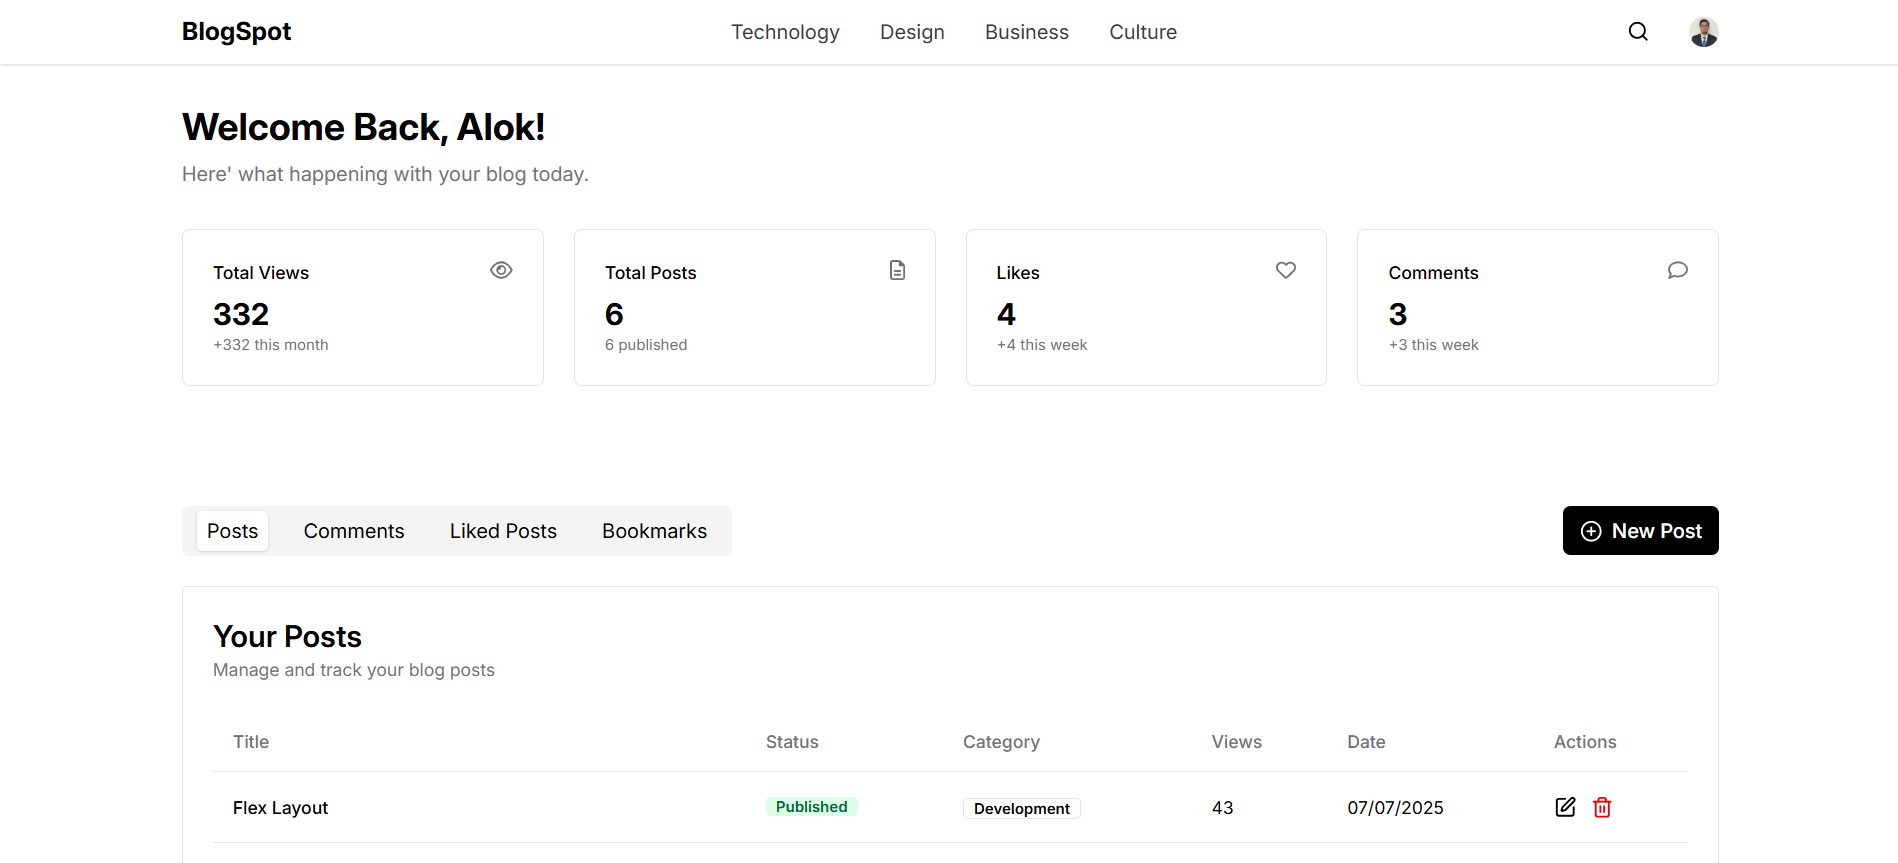 BlogSpot Technology Design Business Culture
Welcome Back, Alok!
Here' what happening with your blog today.
Total Views
332
+332 this month
Total Posts
6
6 published
Likes
4
+4 this week
Comments
3
+3 this week
Posts Comments Liked Posts Bookmarks New Post
Your Posts
Manage and track your blog posts
Title Status Category Views Date Actions
Flex Layout Published Development 43 07/07/2025